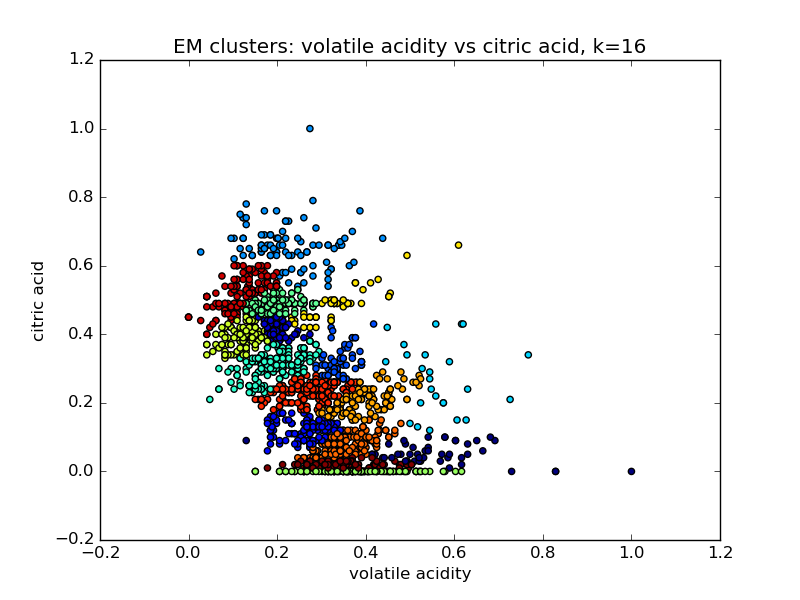 EM clusters: volatile acidity vs citric acid, k=16
1.2
1.0
0.8
0.6
0.4
0.2
0.0
−0.2
citric acid
−0.2 0.0 0.2 0.4 0.6 0.8 1.0 1.2
volatile acidity